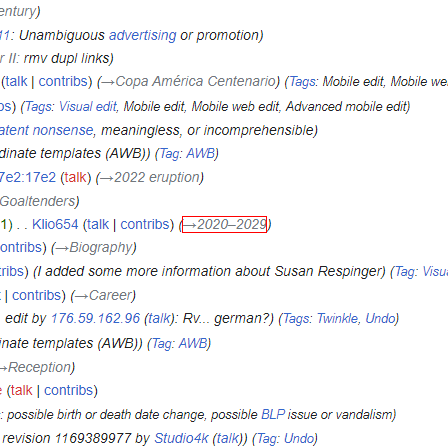 entury)
11: Unambiguous advertising or promotion)
r II: rmv dupl links)
(talk | contribs) (→Copa América Centenario) (Tags: Mobile edit, Mobile we
bs) (Tags: Visual edit, Mobile edit, Mobile web edit, Advanced mobile edit)
atent nonsense, meaningless, or incomprehensible)
dinate templates (AWB)) (Tag: AWB)
7e2:17e2 (talk) (→2022 eruption)
Goaltenders)
1) . . Klio654 (talk | contribs) (→2020–2029)
ontribs) (→Biography)
ribs) (I added some more information about Susan Respinger) (Tag: Visu
| contribs) (→Career)
edit by 176.59.162.96 (talk): Rv... german?) (Tags: Twinkle, Undo)
inate templates (AWB)) (Tag: AWB)
→Reception)
e (talk | contribs)
: possible birth or death date change, possible BLP issue or vandalism)
revision 1169389977 by Studio4k (talk)) (Tag: Undo)